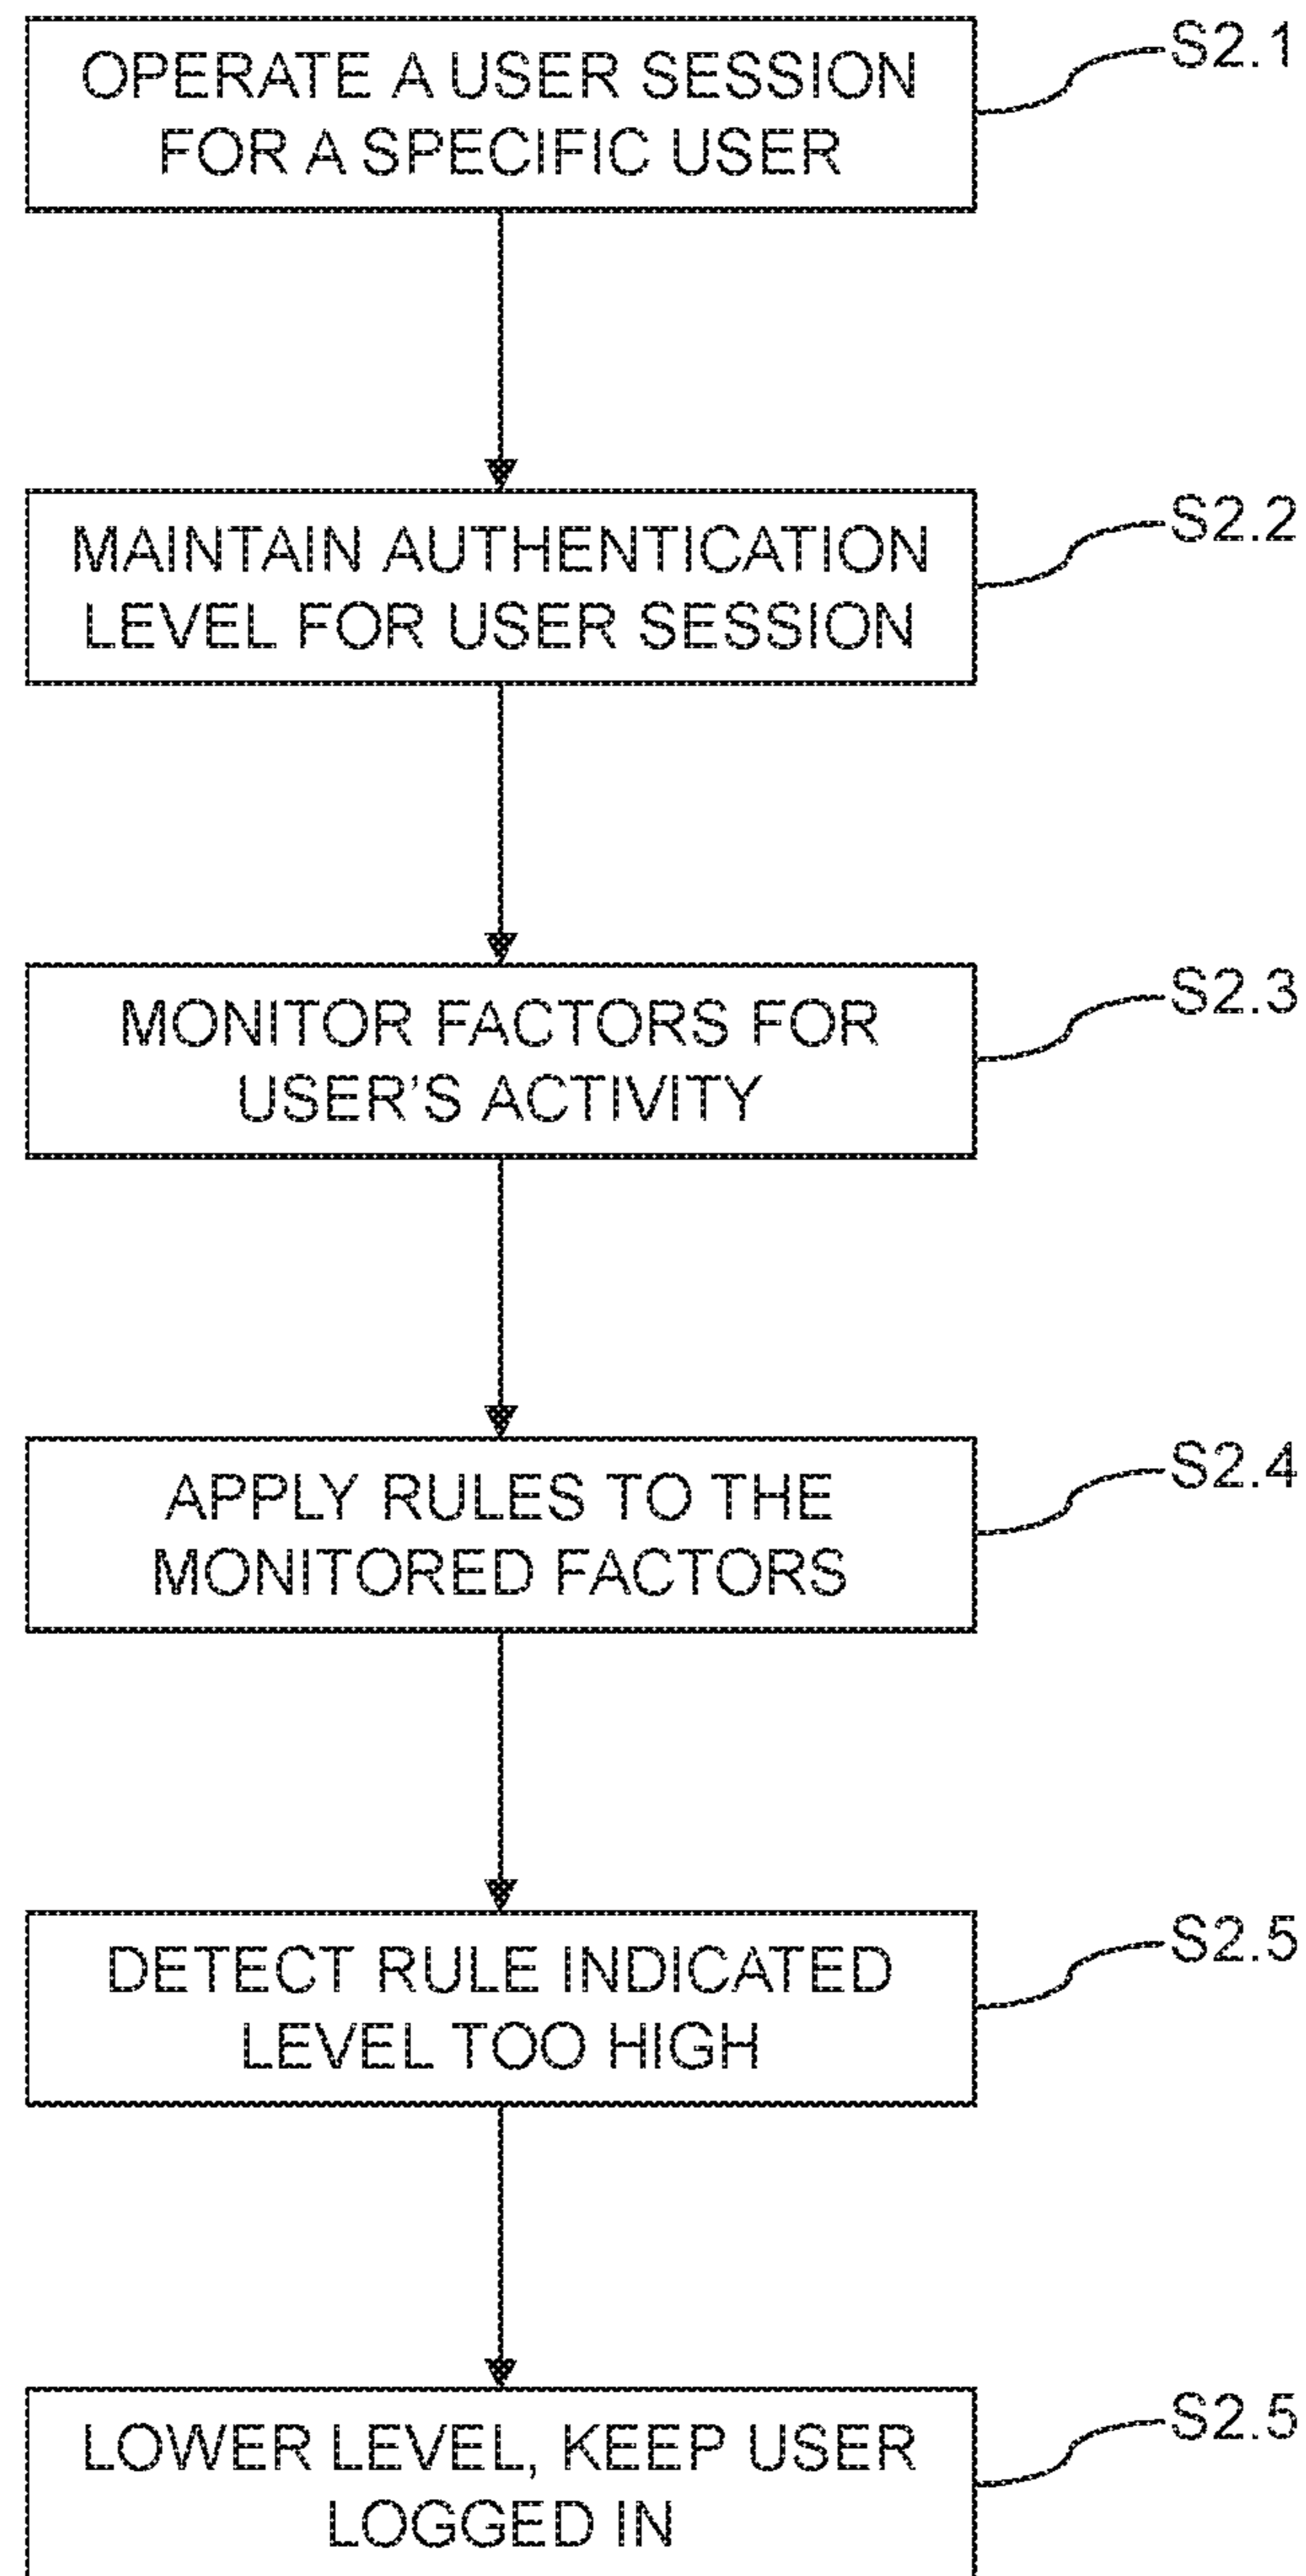 OPERATE A USER SESSION
FOR A SPECIFIC USER
S2.1
MAINTAIN AUTHENTICATION
LEVEL FOR USER SESSION
S2.2
MONITOR FACTORS FOR
USER’S ACTIVITY
S2.3
APPLY RULES TO THE
MONITORED FACTORS
S2.4
DETECT RULE INDICATED
LEVEL TOO HIGH
S2.5
LOWER LEVEL, KEEP USER
LOGGED IN
S2.5